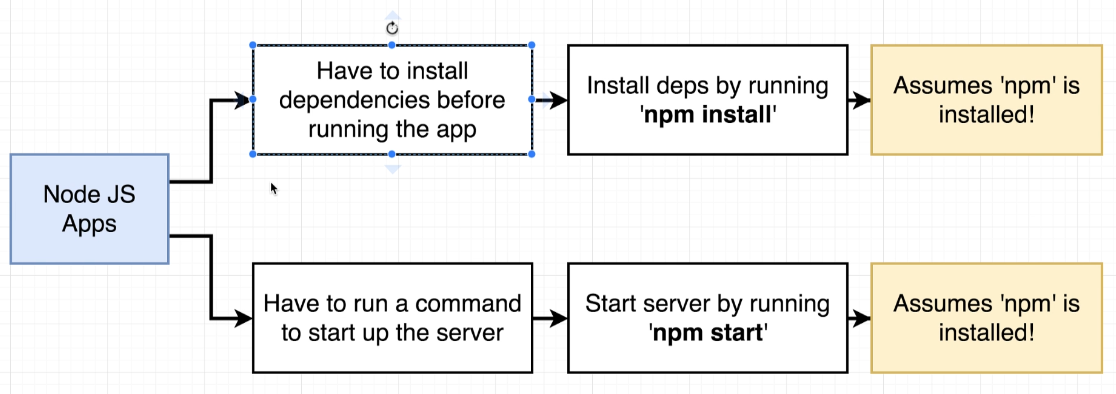 Have to install
dependencies before
running the app
Install deps by running
'npm install'
Assumes 'npm' is
installed!
Node JS
Apps
Have to run a command
to start up the server
Start server by running
'npm start'
Assumes 'npm' is
installed!